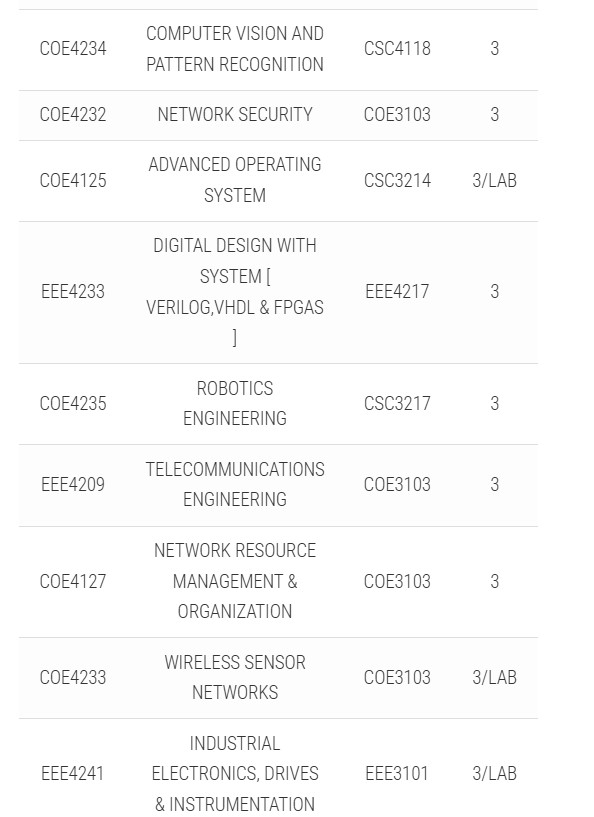 COE4234 COMPUTER VISION AND PATTERN RECOGNITION CSC4118 3
COE4232 NETWORK SECURITY COE3103 3
COE4125 ADVANCED OPERATING SYSTEM CSC3214 3/LAB
EEE4233 DIGITAL DESIGN WITH SYSTEM [ VERILOG,VHDL & FPGAS ] EEE4217 3
COE4235 ROBOTICS ENGINEERING CSC3217 3
EEE4209 TELECOMMUNICATIONS ENGINEERING COE3103 3
COE4127 NETWORK RESOURCE MANAGEMENT & ORGANIZATION COE3103 3
COE4233 WIRELESS SENSOR NETWORKS COE3103 3/LAB
EEE4241 INDUSTRIAL ELECTRONICS, DRIVES & INSTRUMENTATION EEE3101 3/LAB